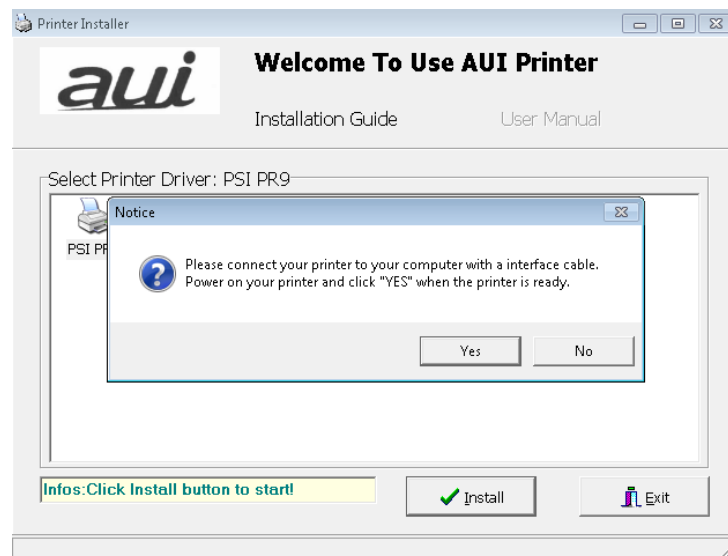 Printer Installer
aui
Welcome To Use AUI Printer
Installation Guide
User Manual
Select Printer Driver: PSI PR9
PSI
Notice
Please connect your printer to your computer with a interface cable.
Power on your printer and click "YES" when the printer is ready.
Yes
No
Infos:Click Install button to start!
Install
Exit